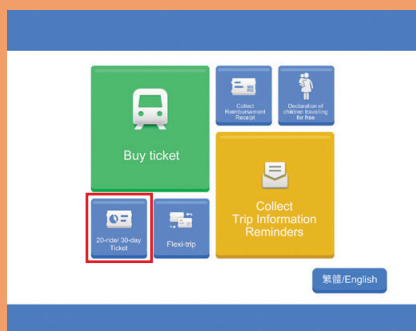 Buy ticket
Collect
Reimbursement
Receipt
Declaration of
children travelling
for free
20-ride/ 30-day
Ticket
Flexi-trip
Collect
Trip Information
Reminders
繁體/English